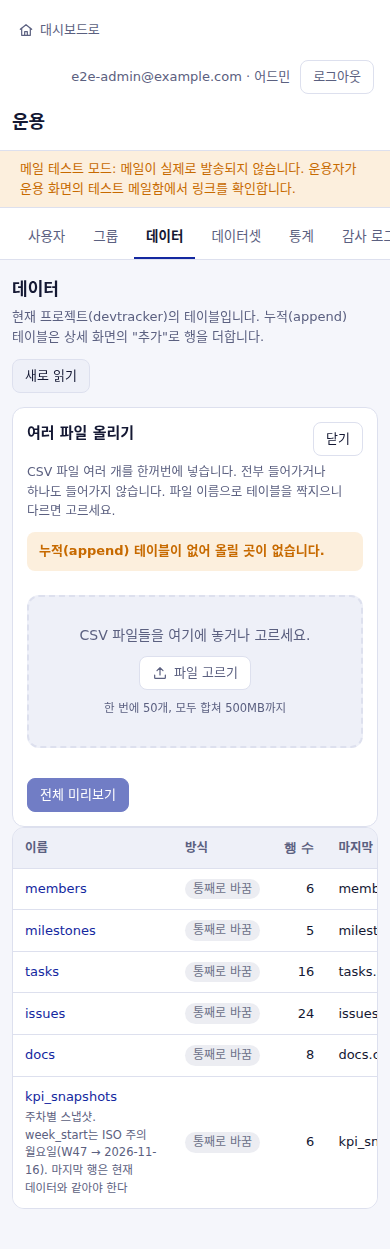 대시보드로
e2e-admin@example.com · 어드민
로그아웃
운용
메일 테스트 모드: 메일이 실제로 발송되지 않습니다. 운용자가
운용 화면의 테스트 메일함에서 링크를 확인합니다.
사용자 그룹 데이터 데이터셋 통계 감사 로그
데이터
현재 프로젝트(devtracker)의 테이블입니다. 누적(append)
테이블은 상세 화면의 "추가"로 행을 더합니다.
새로 읽기
여러 파일 올리기
닫기
CSV 파일 여러 개를 한꺼번에 넣습니다. 전부 들어가거나
하나도 들어가지 않습니다. 파일 이름으로 테이블을 짝지으니
다르면 고르세요.
누적(append) 테이블이 없어 올릴 곳이 없습니다.
CSV 파일들을 여기에 놓거나 고르세요.
파일 고르기
한 번에 50개, 모두 합쳐 500MB까지
전체 미리보기
이름 방식 행 수 마지막
members 통째로 바꿈 6 memb
milestones 통째로 바꿈 5 milest
tasks 통째로 바꿈 16 tasks.
issues 통째로 바꿈 24 issues
docs 통째로 바꿈 8 docs.c
kpi_snapshots
주차별 스냅샷.
week_start는 ISO 주의
월요일(W47 → 2026-11-
16). 마지막 행은 현재
데이터와 같아야 한다
통째로 바꿈 6 kpi_sn